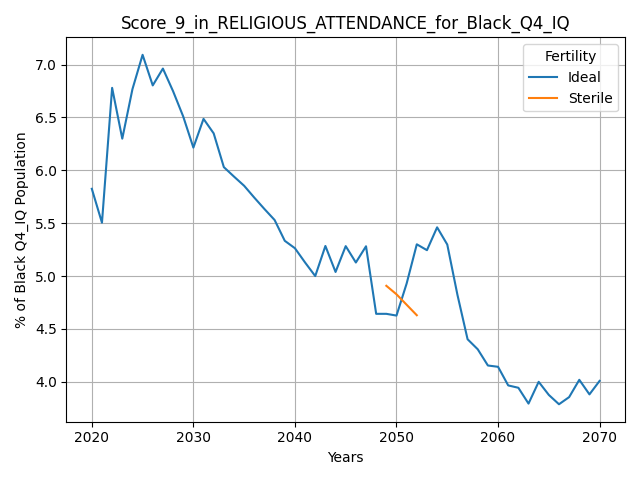 Score_9_in_RELIGIOUS_ATTENDANCE_for_Black_Q4_IQ
Fertility
Ideal
Sterile
% of Black Q4_IQ Population
7.0
6.5
6.0
5.5
5.0
4.5
4.0
2020 2030 2040 2050 2060 2070
Years